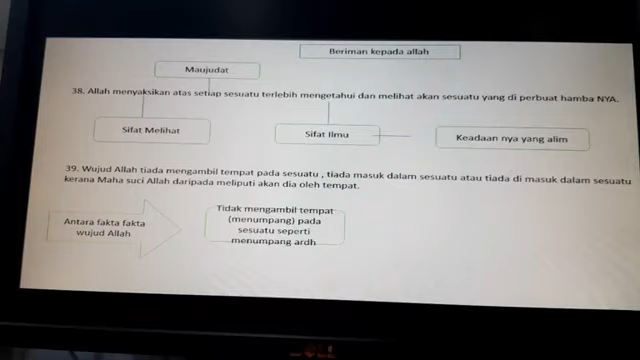 Beriman kepada allah
Maujudat
38. Allah menyaksikan atas setiap sesuatu terlebih mengetahui dan melihat akan sesuatu yang di perbuat hamba NYA.
Sifat Melihat
Sifat Ilmu
Keadaan nya yang alim
39. Wujud Allah tiada mengambil tempat pada sesuatu , tiada masuk dalam sesuatu atau tiada di masuk dalam sesuatu
kerana Maha suci Allah daripada meliputi akan dia oleh tempat.
Antara fakta fakta
wujud Allah
Tidak mengambil tempat
(menumpang) pada
sesuatu seperti
menumpang ardh
DELL